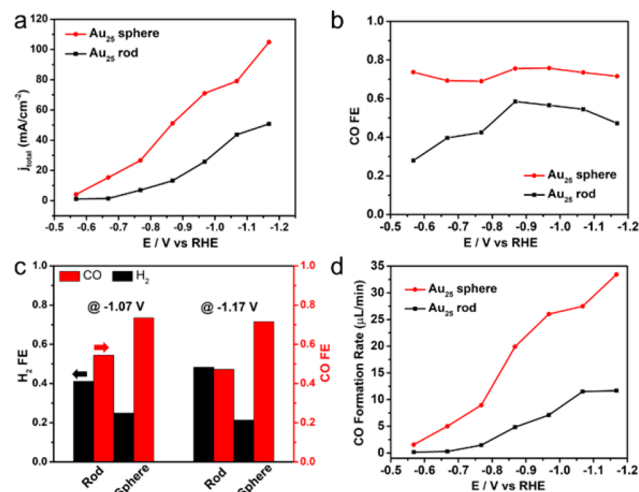 a
Au25 sphere
Au25 rod
jtotal (mA/cm-2)
120
100
80
60
40
20
0
-0.5 -0.6 -0.7 -0.8 -0.9 -1.0 -1.1 -1.2
E / V vs RHE
b
CO FE
1.0
0.8
0.6
0.4
0.2
0.0
Au25 sphere
Au25 rod
-0.5 -0.6 -0.7 -0.8 -0.9 -1.0 -1.1 -1.2
E / V vs RHE
c
CO H2
@ -1.07 V @ -1.17 V
H2 FE
1.0
0.8
0.6
0.4
0.2
0.0
CO FE
1.0
0.8
0.6
0.4
0.2
0.0
Rod Sphere Rod Sphere
d
Au25 sphere
Au25 rod
CO Formation Rate (μL/min)
35
30
25
20
15
10
5
0
-0.5 -0.6 -0.7 -0.8 -0.9 -1.0 -1.1 -1.2
E / V vs RHE